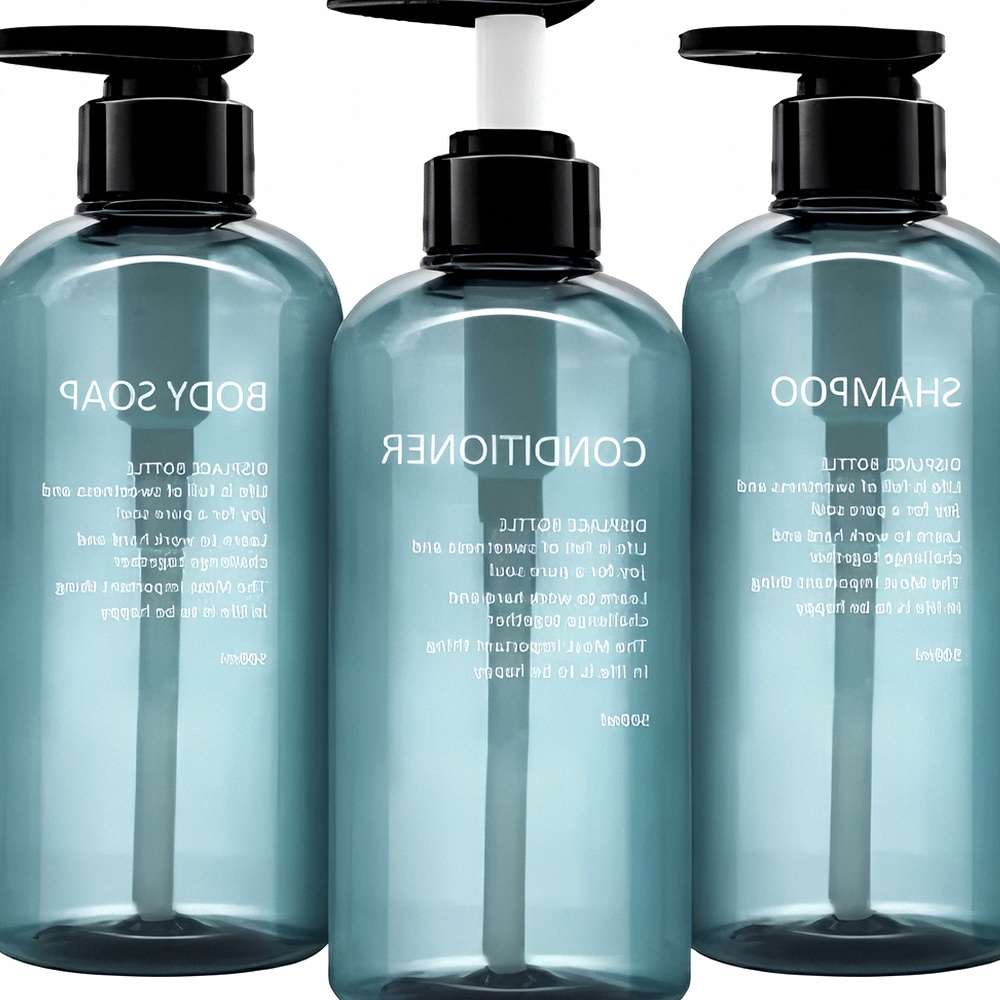 BODY SOAP
DISPLACE BOTTLE
Life is full of sweetness and
joy for a pure soul
Learn to work hard and
challenge together
The Most important thing
in life is to be happy
CONDITIONER
DISPLACE BOTTLE
Life is full of sweetness and
joy for a pure soul
Learn to work hard and
challenge together
The Most important thing
in life is to be happy
SHAMPOO
DISPLACE BOTTLE
Life is full of sweetness and
joy for a pure soul
Learn to work hard and
challenge together
The Most important thing
in life is to be happy